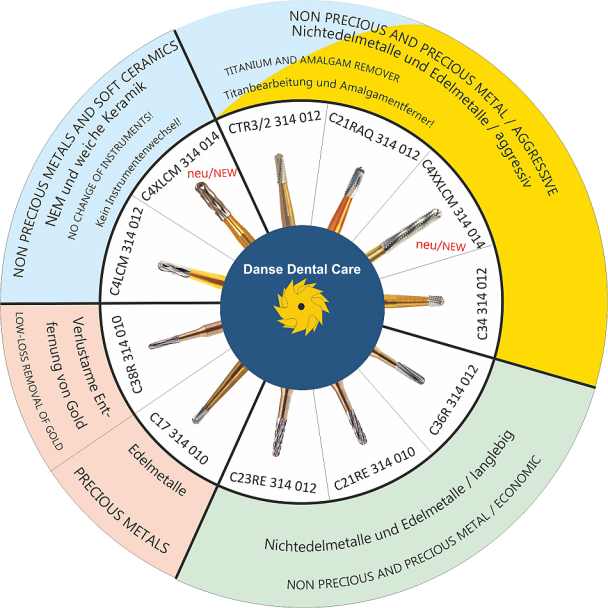 NON PRECIOUS AND PRECIOUS METAL / AGGRESSIVE
Nichtedelmetalle und Edelmetalle / aggressiv
TITANIUM AND AMALGAM REMOVER
Titanbearbeitung und Amalgamentferner!
CTR3/2 314 012
C21RAQ 314 012
C4XXLCM 314 014
neu/NEW
C34 314 012
C36R 314 012
C21RE 314 010
C23RE 314 012
Nichtedelmetalle und Edelmetalle / langlebig
NON PRECIOUS AND PRECIOUS METAL / ECONOMIC
C17 314 010
Edelmetalle
PRECIOUS METALS
C38R 314 010
Verlustarme Ent-
fernung von Gold
LOW-LOSS REMOVAL OF GOLD
C4LCM 314 012
C4XLCM 314 014
neu/NEW
NON PRECIOUS METALS AND SOFT CERAMICS
NEM und weiche Keramik
NO CHANGE OF INSTRUMENTS!
Kein Instrumentenwechsel!
Danse Dental Care